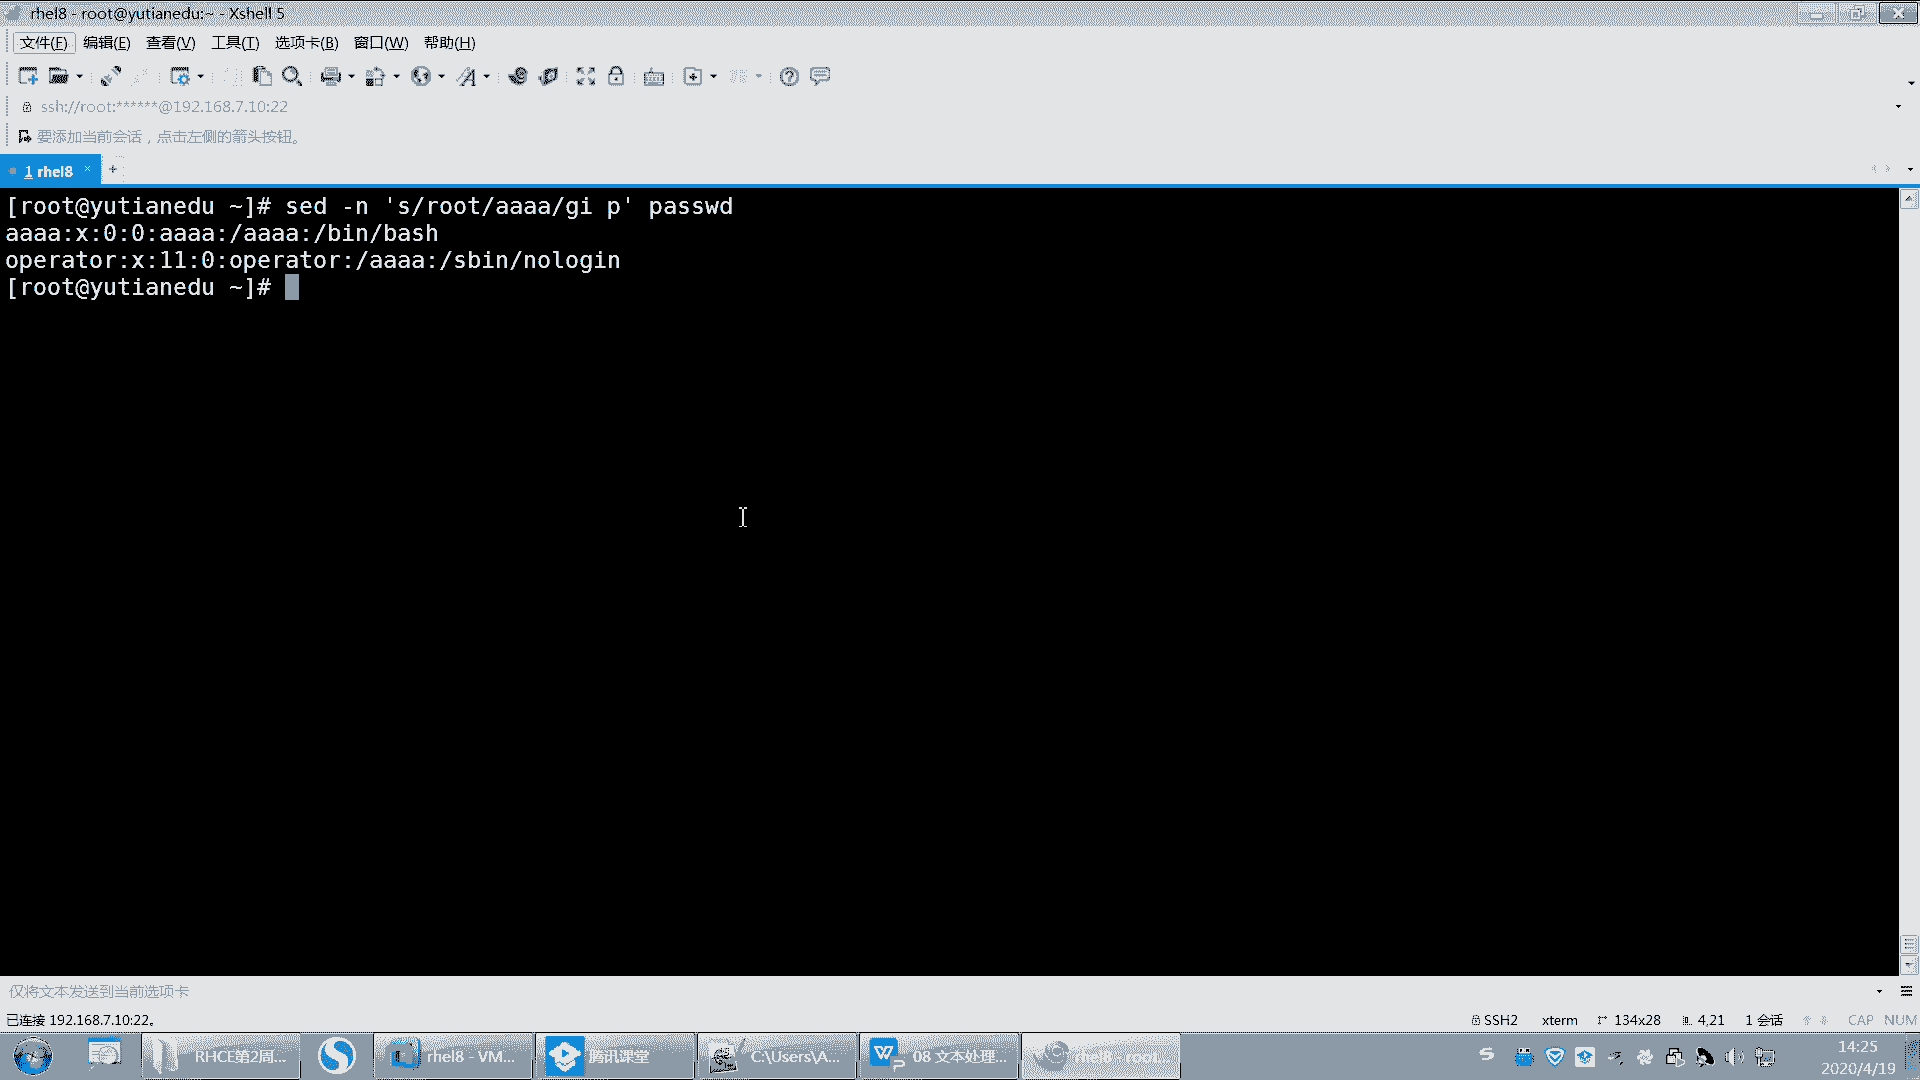 rhel8 - root@yutianedu:~ - Xshell 5
文件(F) 编辑(E) 查看(V) 工具(T) 选项卡(B) 窗口(W) 帮助(H)
ssh://root:******@192.168.7.10:22
要添加当前会话，点击左侧的箭头按钮。
1 rhel8 × +
[root@yutianedu ~]# sed -n 's/root/aaaa/gi p' passwd
aaaa:x:0:0:aaaa:/aaaa:/bin/bash
operator:x:11:0:operator:/aaaa:/sbin/nologin
[root@yutianedu ~]#
仅将文本发送到当前选项卡
已连接 192.168.7.10:22。 SSH2 xterm 134x28 4,21 1 会话 CAP NUM
RHCE第2周... rhel8 - VM... 腾讯课堂 C:\Users\A... 08 文本处理... rhel8 - root... 14:25
2020/4/19